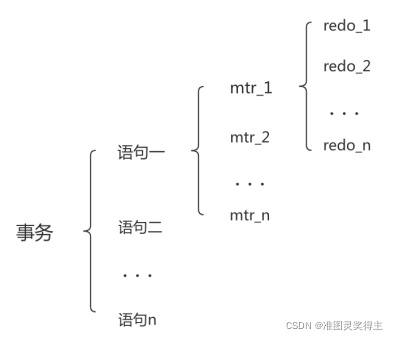 redo_1
redo_2
mtr_1
...
mtr_2
redo_n
语句一
...
mtr_n
事务
语句二
...
语句n
CSDN @准图灵奖得主